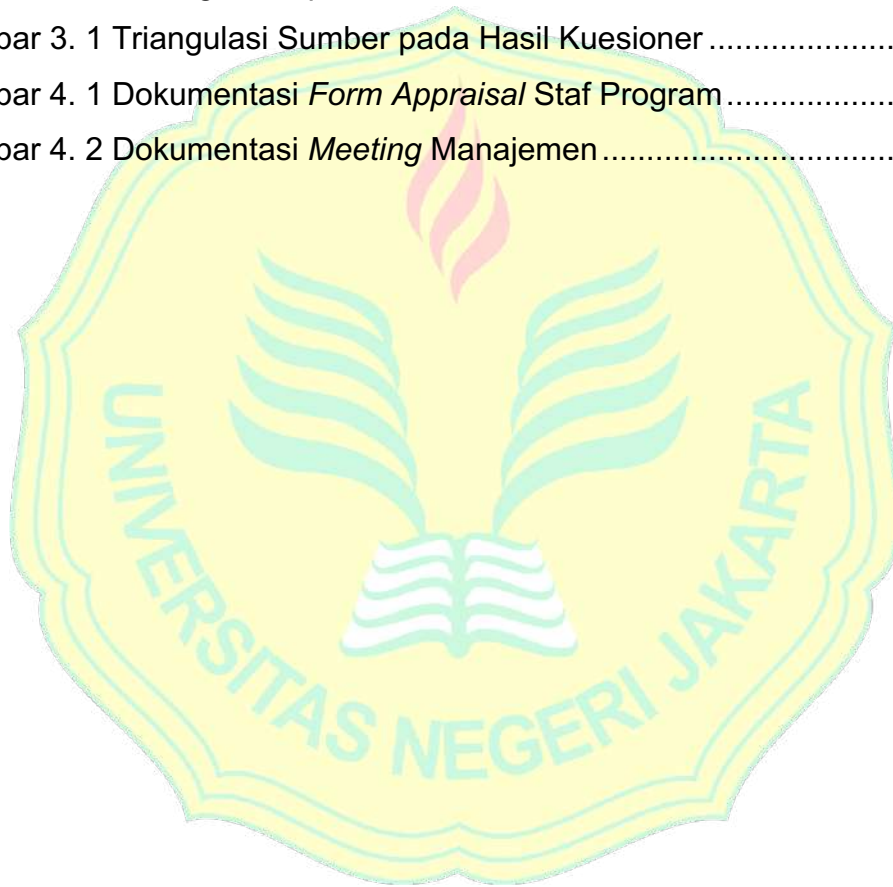 bar 3. 1 Triangulasi Sumber pada Hasil Kuesioner ........................
bar 4. 1 Dokumentasi Form Appraisal Staf Program ......................
bar 4. 2 Dokumentasi Meeting Manajemen ....................................
UNIVERSITAS NEGERI JAKARTA